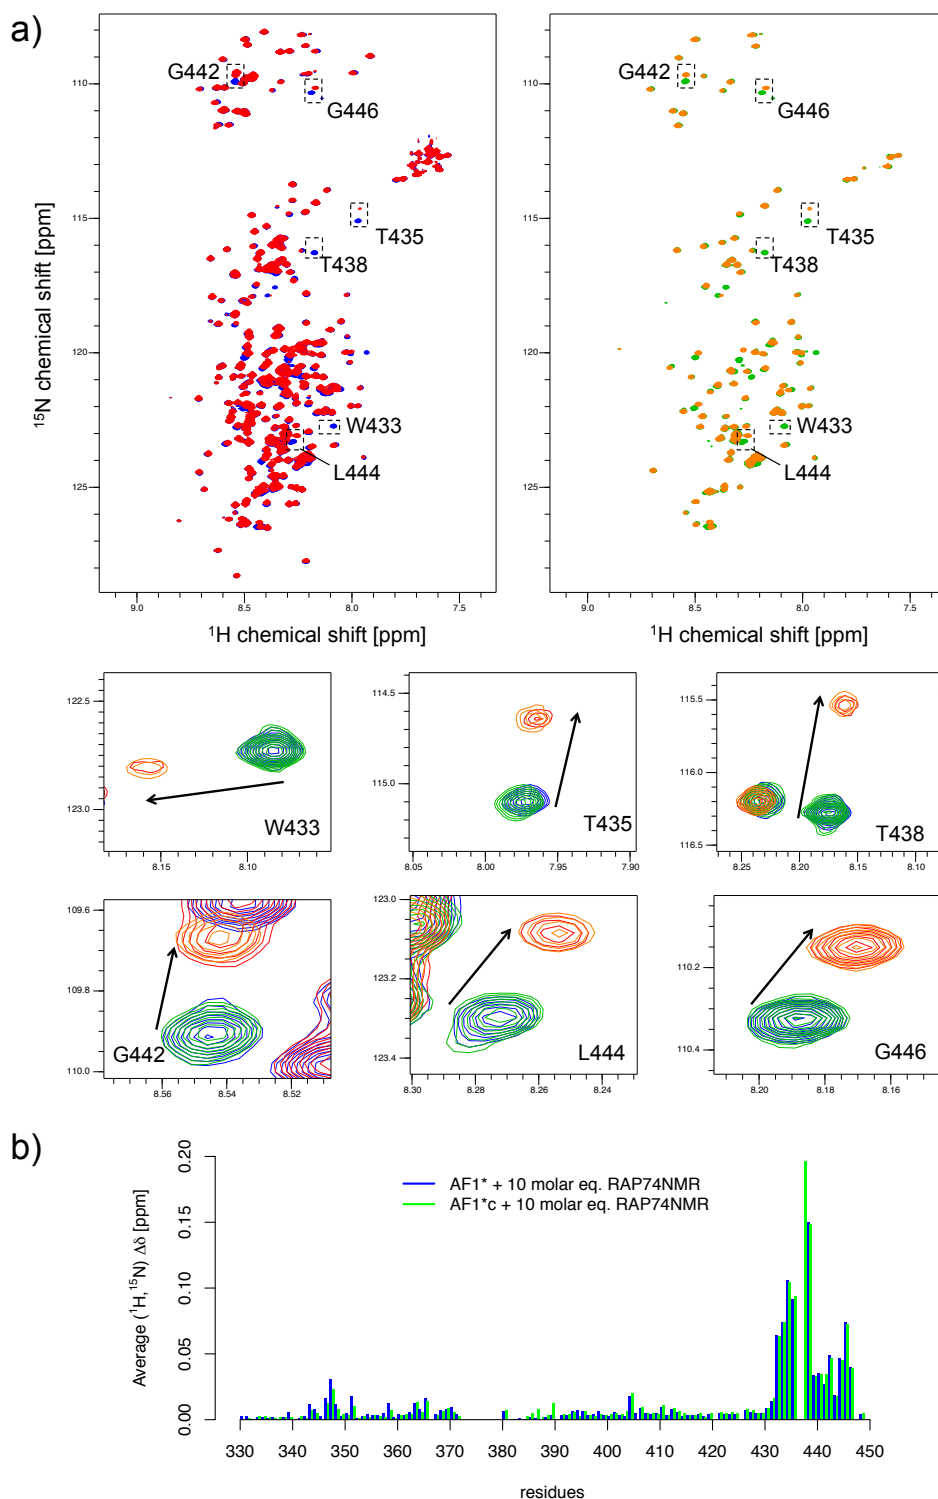 a)
G442
G446
T435
T438
W433
L444
110
115
120
125
9.0
8.5
8.0
7.5
15N chemical shift [ppm]
1H chemical shift [ppm]
G442
G446
T435
T438
W433
L444
110
115
120
125
9.0
8.5
8.0
7.5
1H chemical shift [ppm]
122.5
123.0
8.15
8.10
W433
114.5
115.0
8.05
8.00
7.95
7.90
T435
115.5
116.0
116.5
8.25
8.20
8.15
8.10
T438
109.6
109.8
110.0
8.56
8.54
8.52
G442
123.0
123.2
123.4
8.30
8.28
8.26
8.24
L444
110.2
110.4
8.20
8.18
8.16
G446
b)
AF1* + 10 molar eq. RAP74NMR
AF1*c + 10 molar eq. RAP74NMR
Average (1H, 15N) Δδ [ppm]
0.20
0.15
0.10
0.05
0.00
330 340 350 360 370 380 390 400 410 420 430 440 450
residues